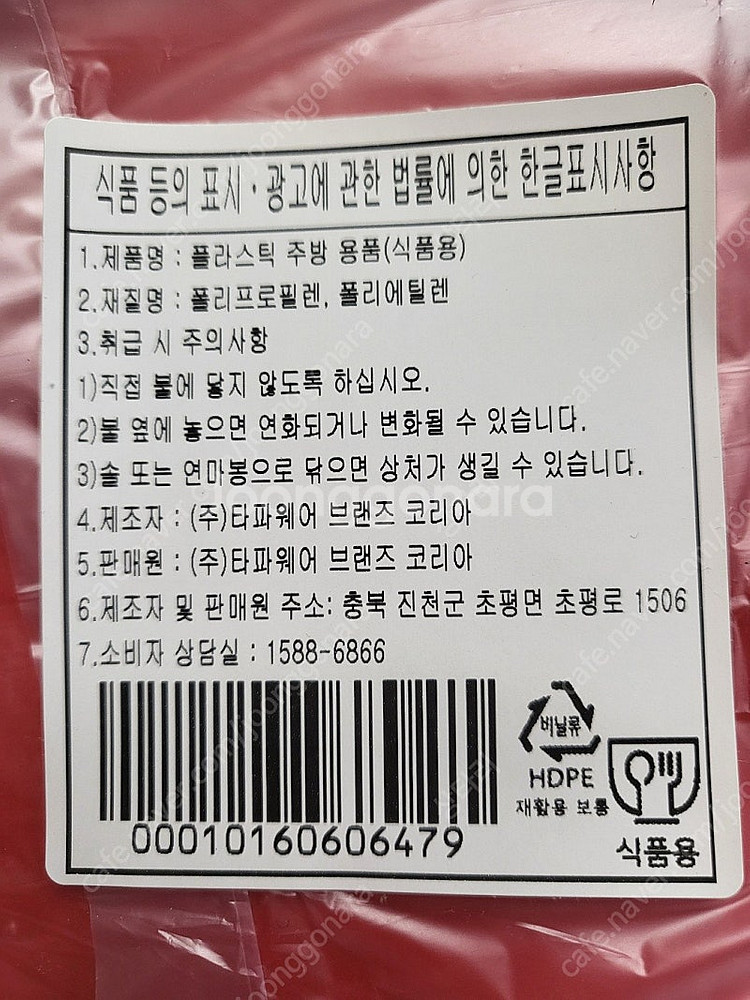 식품 등의 표시·광고에 관한 법률에 의한 한글표시사항
1.제품명 : 플라스틱 주방 용품(식품용)
2.재질명 : 폴리프로필렌, 폴리에틸렌
3.취급 시 주의사항
1)직접 불에 닿지 않도록 하십시오.
2)불 옆에 놓으면 연화되거나 변화될 수 있습니다.
3)솔 또는 연마봉으로 닦으면 상처가 생길 수 있습니다.
joonggonara
4.제조자 : (주)타파웨어 브랜즈 코리아
5.판매원 : (주)타파웨어 브랜즈 코리아
6.제조자 및 판매원 주소: 충북 진천군 초평면 초평로 1506
7.소비자 상담실 : 1588-6866
비닐류
HDPE
재활용 보통
00010160606479
식품용
cafe.naver.com/joonggonara